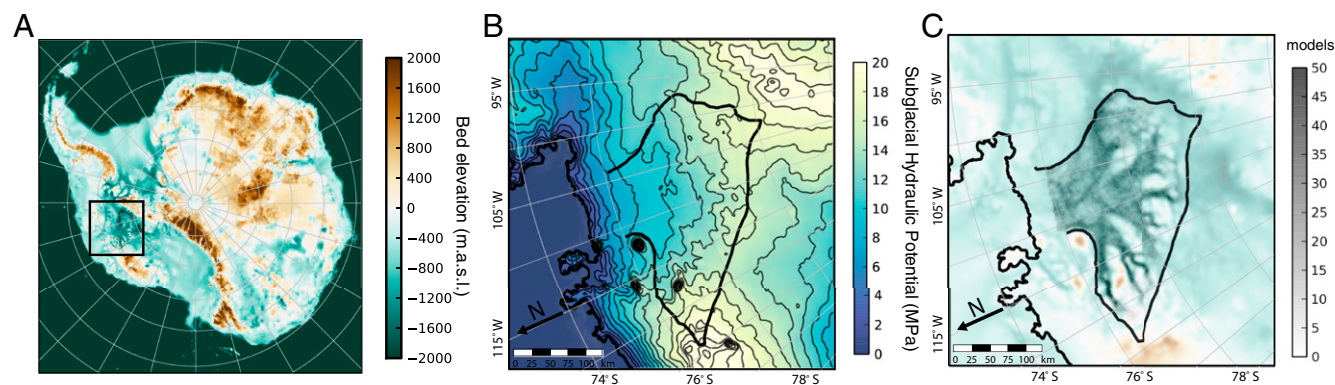 A
2000
1600
1200
800
400
0
−400
−800
−1200
−1600
−2000
Bed elevation (m.a.s.l.)
B
95°W
105°W
115°W
N
0 25 50 75 100 km
74°S 76°S 78°S
20
18
16
14
12
10
8
6
4
2
0
Subglacial Hydraulic Potential (MPa)
C
95°W
105°W
115°W
N
0 25 50 75 100 km
74°S 76°S 78°S
models
50
45
40
35
30
25
20
15
10
5
0